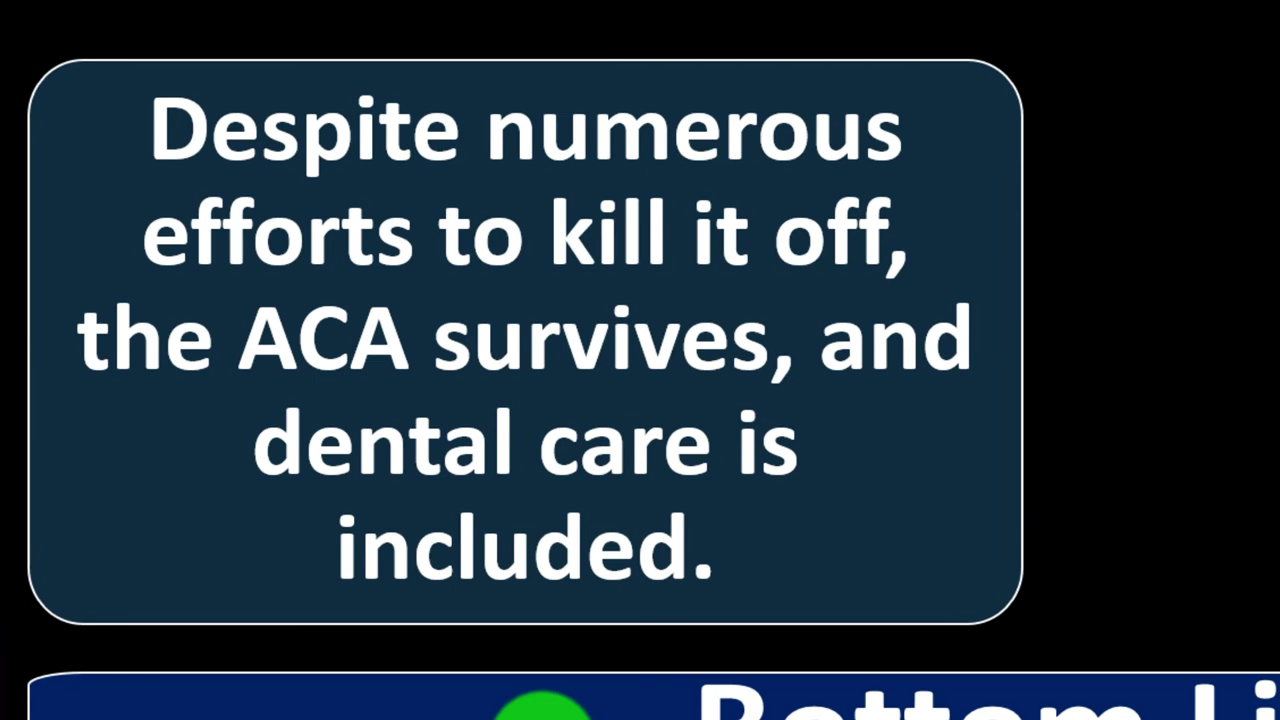 Despite numerous
efforts to kill it off,
the ACA survives, and
dental care is
included.
Bottom Li